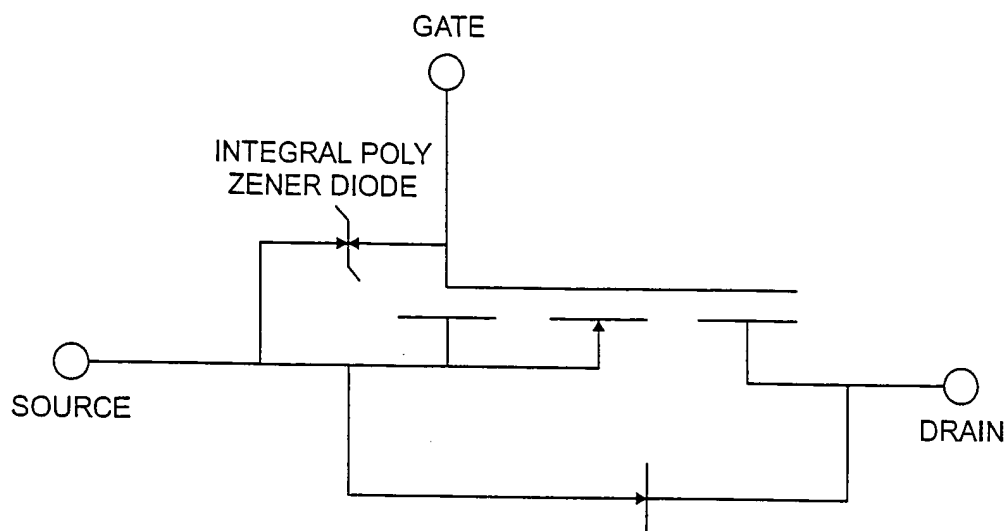 GATE
INTEGRAL POLY
ZENER DIODE
SOURCE
DRAIN